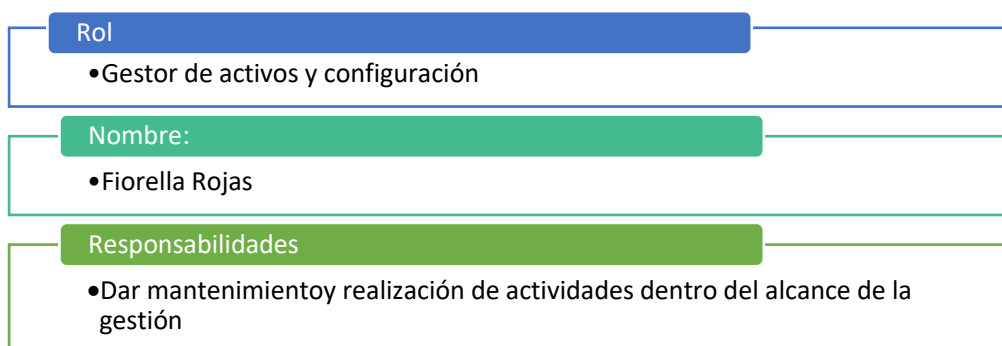 Rol
•Gestor de activos y configuración
Nombre:
•Fiorella Rojas
Responsabilidades
•Dar mantenimientoy realización de actividades dentro del alcance de la
gestión